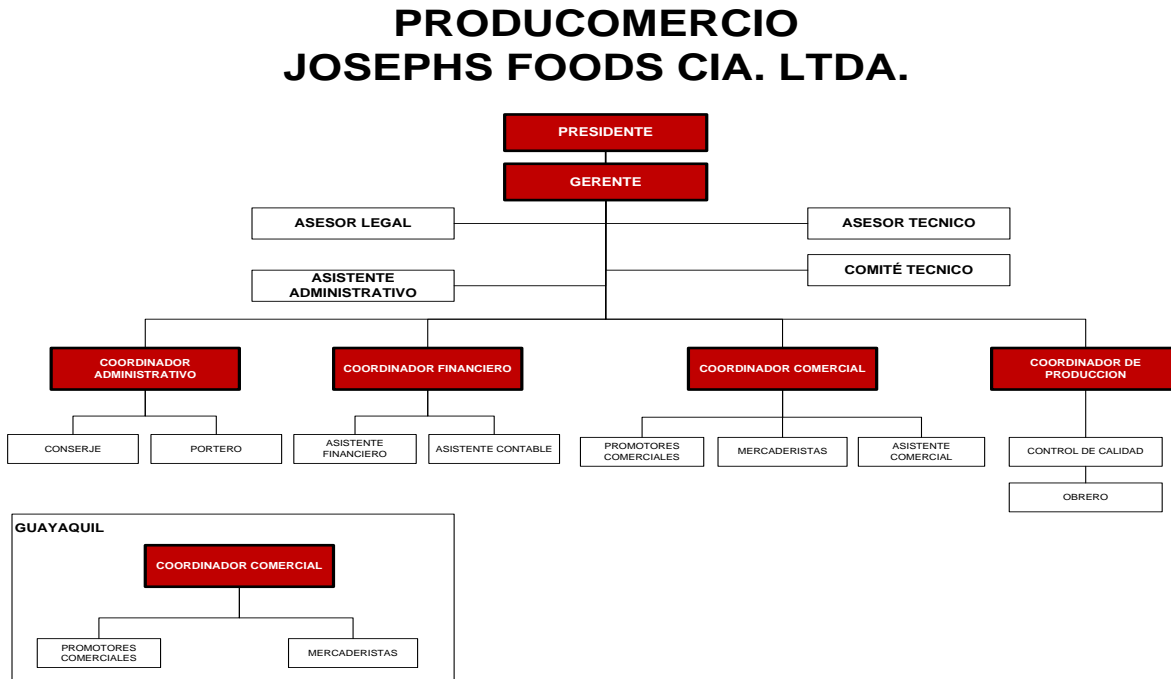 PRODUCOMERCIO
JOSEPHS FOODS CIA. LTDA.
PRESIDENTE
GERENTE
ASESOR LEGAL
ASESOR TECNICO
ASISTENTE
ADMINISTRATIVO
COMITÉ TECNICO
COORDINADOR
ADMINISTRATIVO
COORDINADOR FINANCIERO
COORDINADOR COMERCIAL
COORDINADOR DE
PRODUCCION
CONSERJE
PORTERO
ASISTENTE
FINANCIERO
ASISTENTE CONTABLE
PROMOTORES
COMERCIALES
MERCADERISTAS
ASISTENTE
COMERCIAL
CONTROL DE CALIDAD
OBRERO
GUAYAQUIL
COORDINADOR COMERCIAL
PROMOTORES
COMERCIALES
MERCADERISTAS